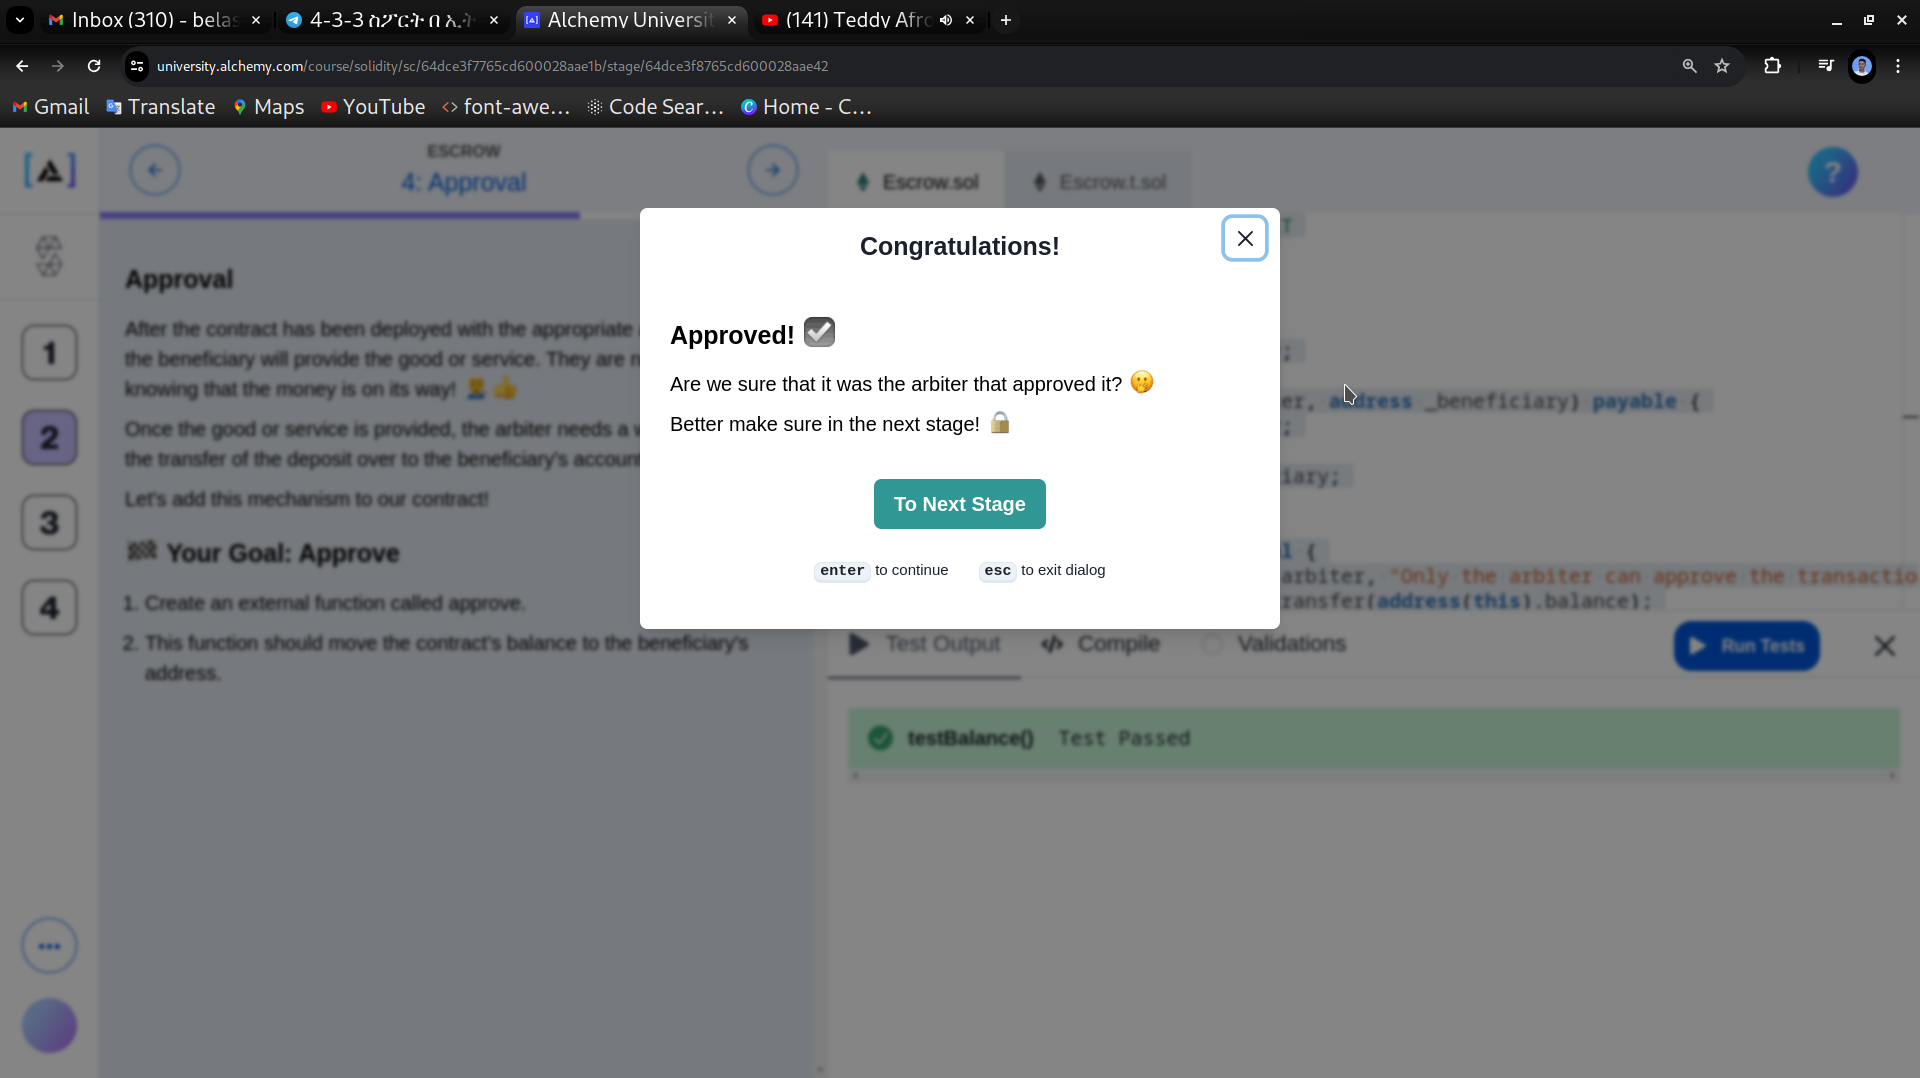 Inbox (310) - belas
4-3-3 ስፖርት በ ኢት
Alchemy Universit
(141) Teddy Afro
university.alchemy.com/course/solidity/sc/64dce3f7765cd600028aae1b/stage/64dce3f8765cd600028aae42
Gmail
Translate
Maps
YouTube
font-awe...
Code Sear...
Home - C...
ESCROW
4: Approval
Escrow.sol
Escrow.t.sol
?
1
2
3
4
Approval
After the contract has been deployed with the appropriate
the beneficiary will provide the good or service. They are
knowing that the money is on its way!
Once the good or service is provided, the arbiter needs a
the transfer of the deposit over to the beneficiary's
Let's add this mechanism to our contract!
Your Goal: Approve
1. Create an external function called approve.
2. This function should move the contract's balance to the beneficiary's
address.
Congratulations!
Approved!
Are we sure that it was the arbiter that approved it?
Better make sure in the next stage!
To Next Stage
enter to continue
esc to exit dialog
T
;
er, address _beneficiary) payable {
;
iary;
l {
arbiter, "Only the arbiter can approve the transactio
ransfer(address(this).balance);
Test Output
Compile
Validations
Run Tests
testBalance() Test Passed